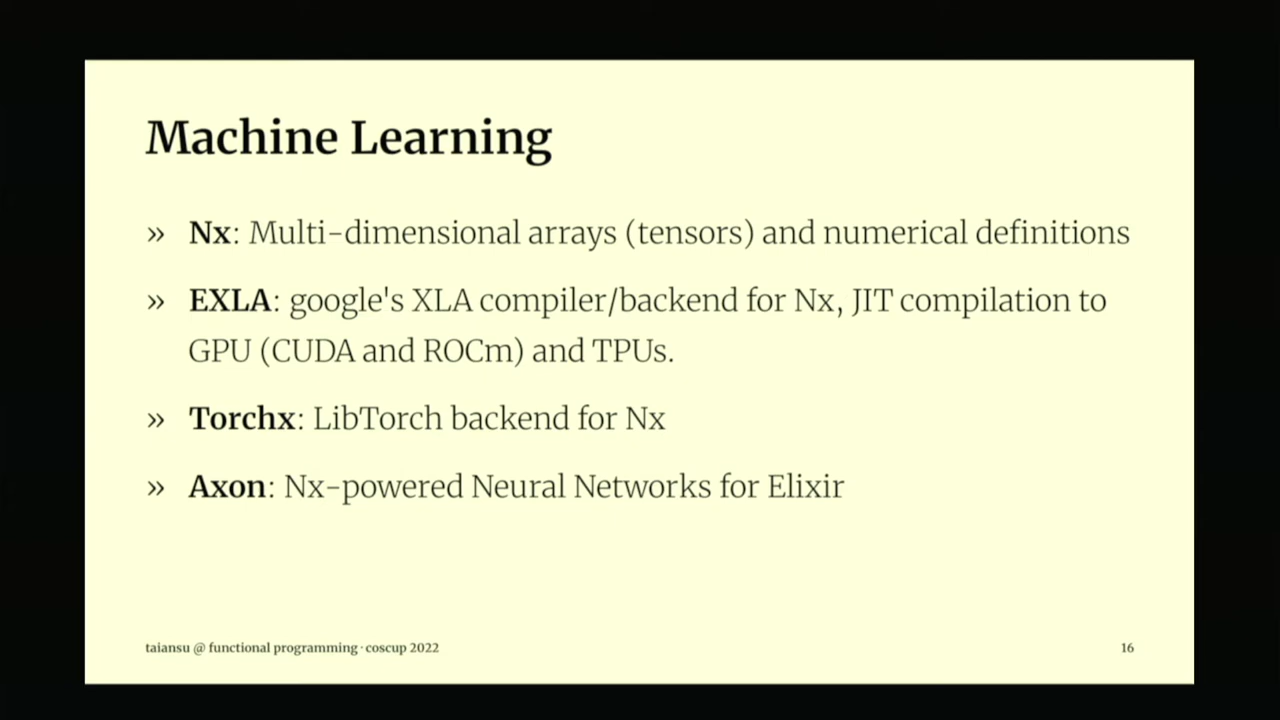 Machine Learning
» Nx: Multi-dimensional arrays (tensors) and numerical definitions
» EXLA: google's XLA compiler/backend for Nx, JIT compilation to
GPU (CUDA and ROCm) and TPUs.
» Torchx: LibTorch backend for Nx
» Axon: Nx-powered Neural Networks for Elixir
taiansu @ functional programming · coscup 2022
16